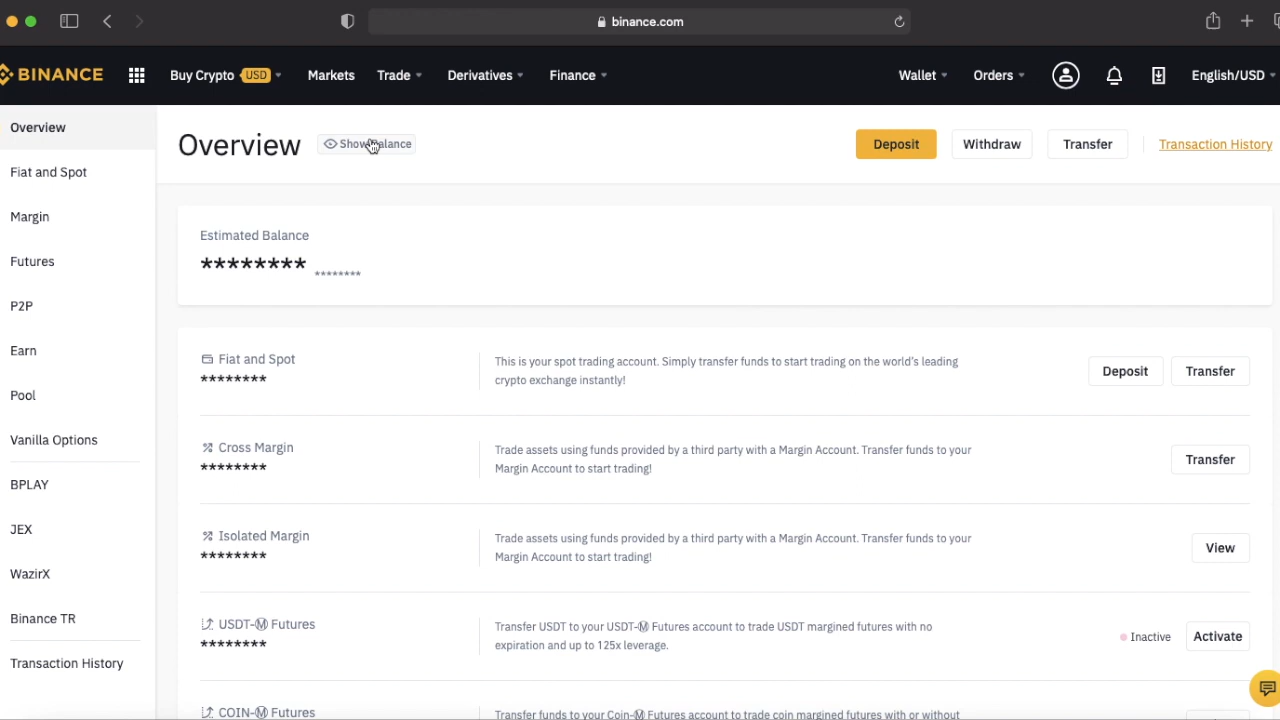 binance.com
BINANCE
Buy Crypto USD
Markets
Trade
Derivatives
Finance
Wallet
Orders
English/USD
Overview
Fiat and Spot
Margin
Futures
P2P
Earn
Pool
Vanilla Options
BPLAY
JEX
WazirX
Binance TR
Transaction History
Overview
Show Balance
Deposit
Withdraw
Transfer
Transaction History
Estimated Balance
******** ********
Fiat and Spot
********
This is your spot trading account. Simply transfer funds to start trading on the world's leading
crypto exchange instantly!
Deposit
Transfer
Cross Margin
********
Trade assets using funds provided by a third party with a Margin Account. Transfer funds to your
Margin Account to start trading!
Transfer
Isolated Margin
********
Trade assets using funds provided by a third party with a Margin Account. Transfer funds to your
Margin Account to start trading!
View
USDT-Ⓜ Futures
********
Transfer USDT to your USDT-Ⓜ Futures account to trade USDT margined futures with no
expiration and up to 125x leverage.
Inactive
Activate
COIN-Ⓜ Futures
Transfer funds to your Coin-Ⓜ Futures account to trade coin margined futures with or without